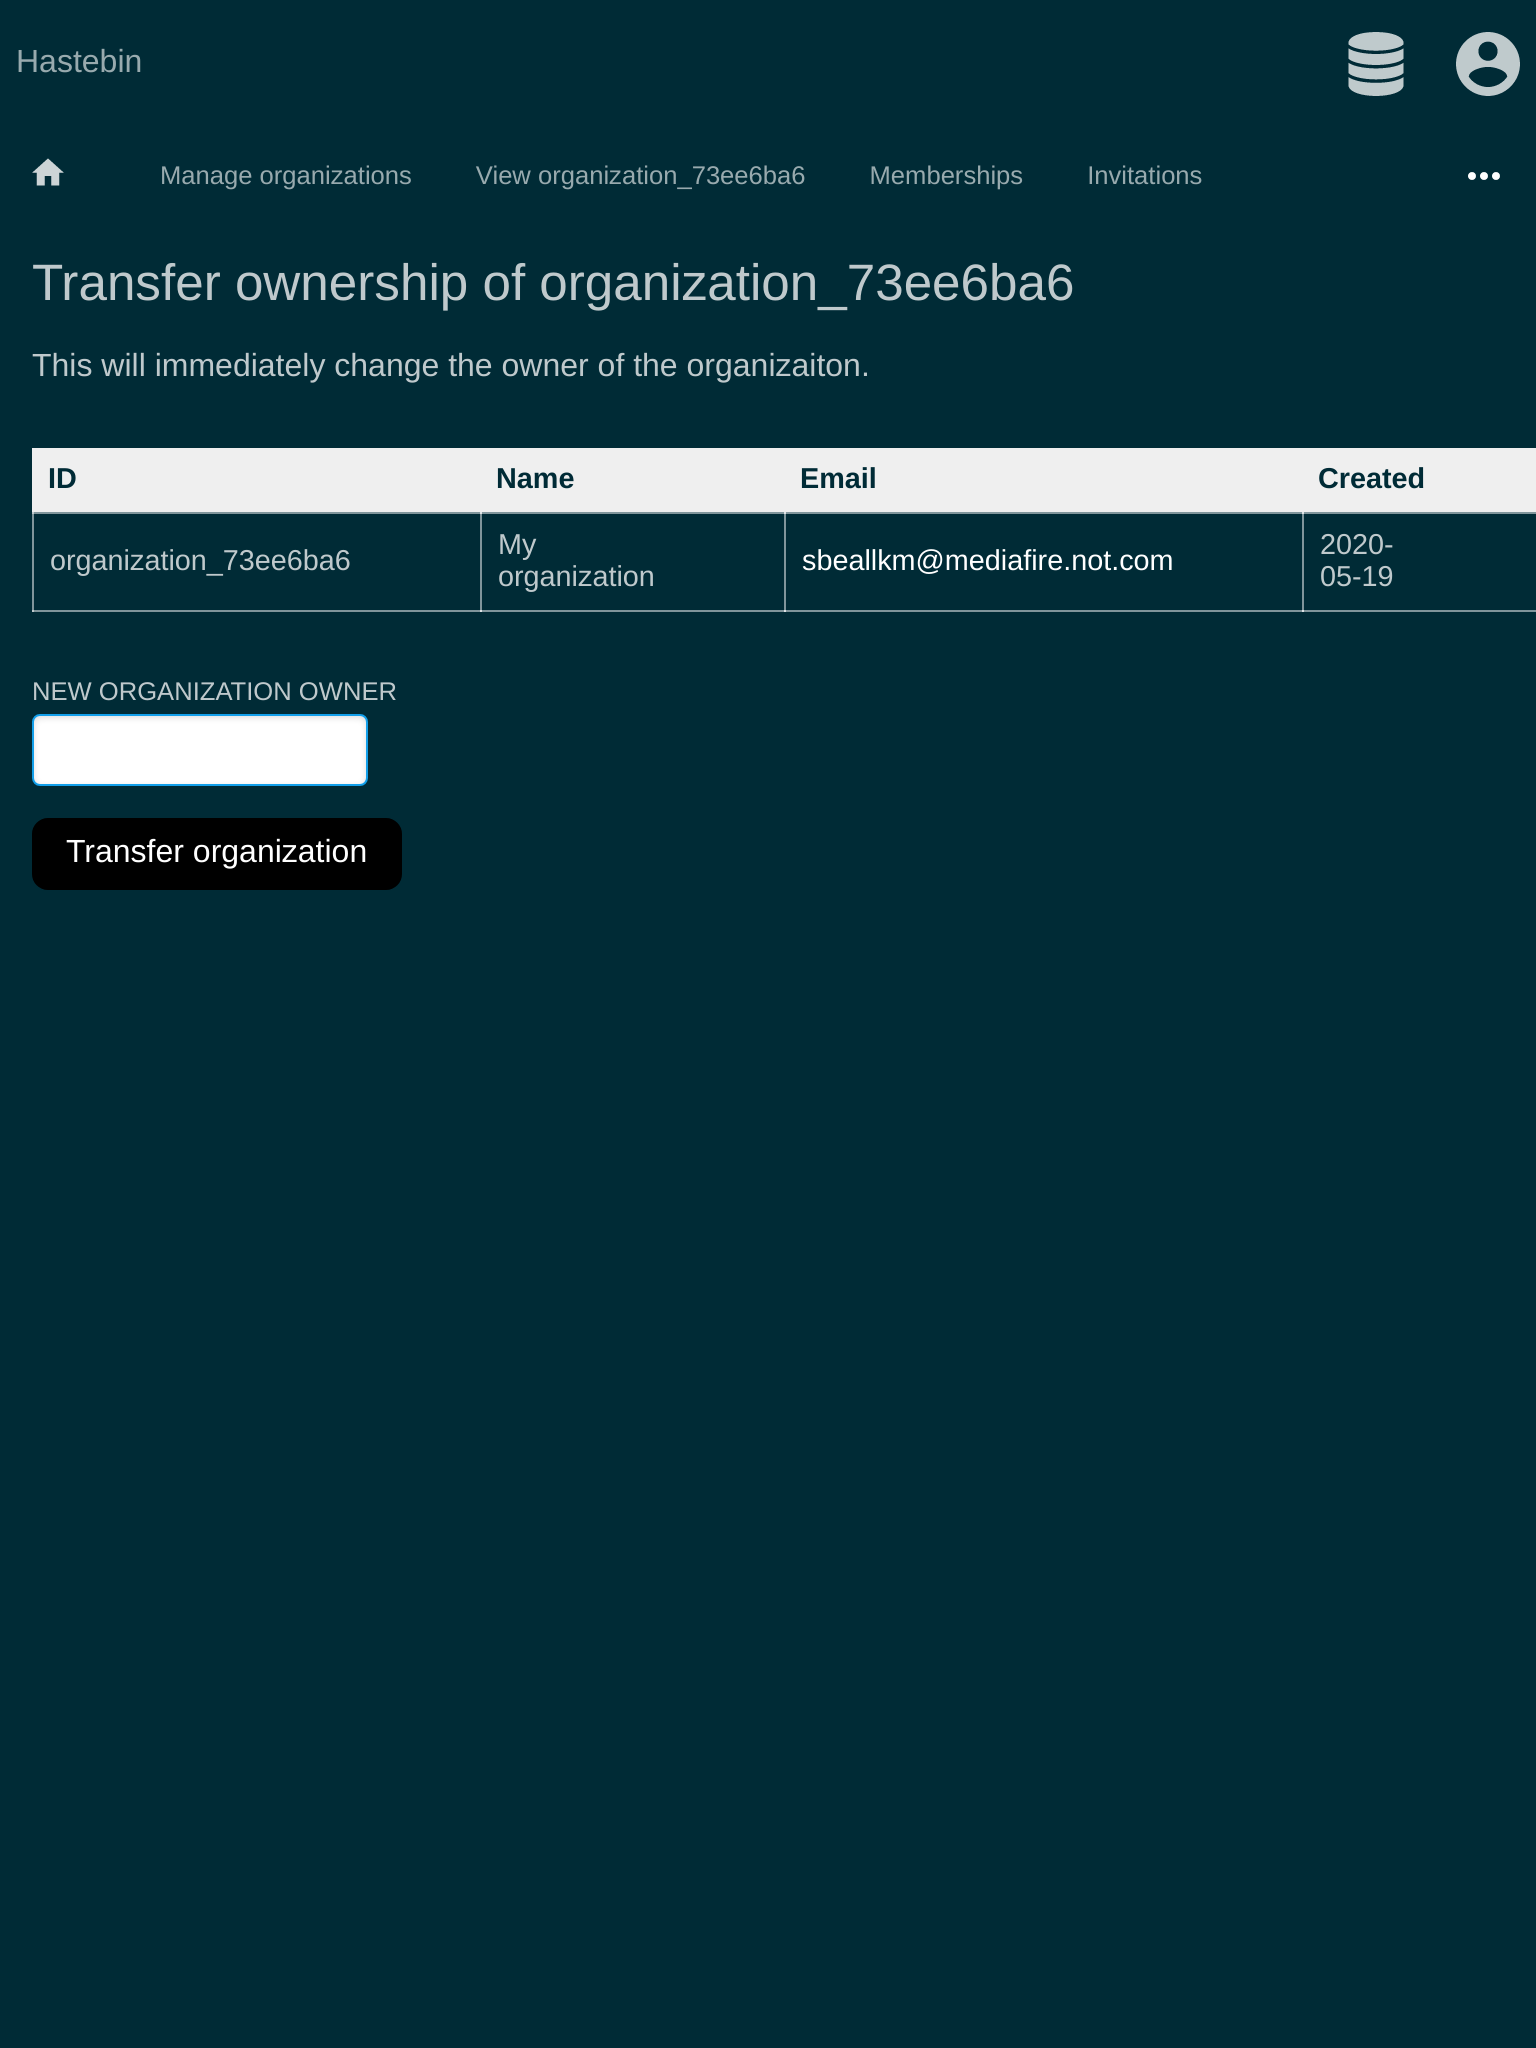 Hastebin
Manage organizations View organization_73ee6ba6 Memberships Invitations
Transfer ownership of organization_73ee6ba6
This will immediately change the owner of the organizaiton.
ID Name Email Created
organization_73ee6ba6 My organization sbeallkm@mediafire.not.com 2020-05-19
NEW ORGANIZATION OWNER
Transfer organization